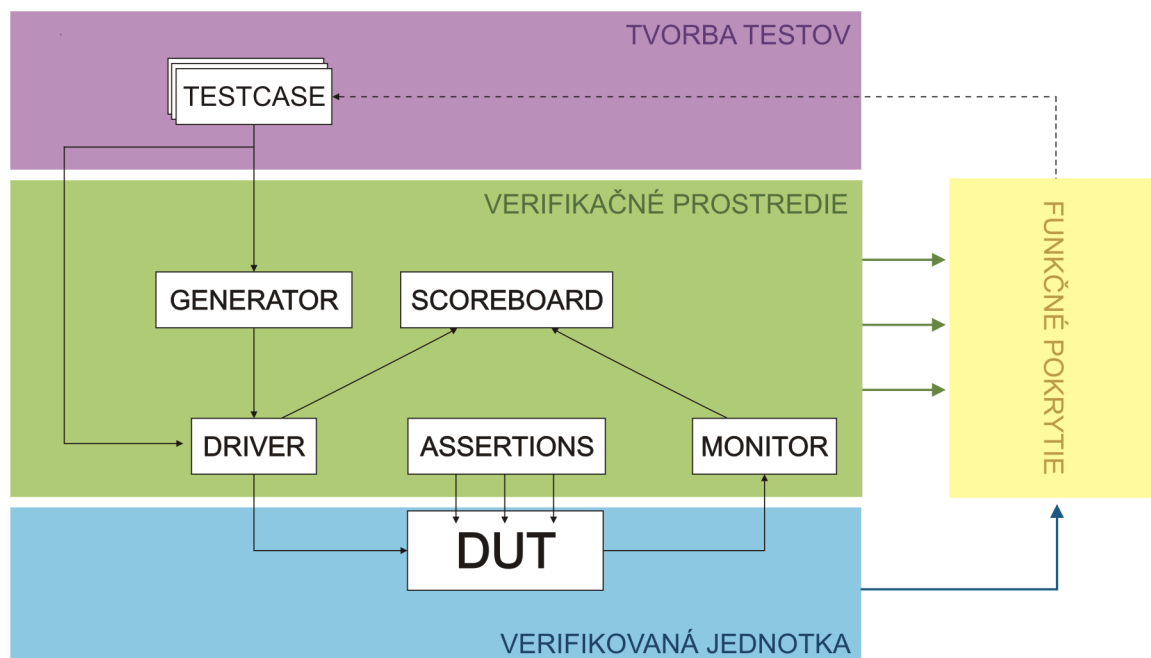 TVORBA TESTOV
TESTCASE
VERIFIKAČNÉ PROSTREDIE
GENERATOR
SCOREBOARD
DRIVER
ASSERTIONS
MONITOR
DUT
VERIFIKOVANÁ JEDNOTKA
FUNKČNÉ POKRYTIE